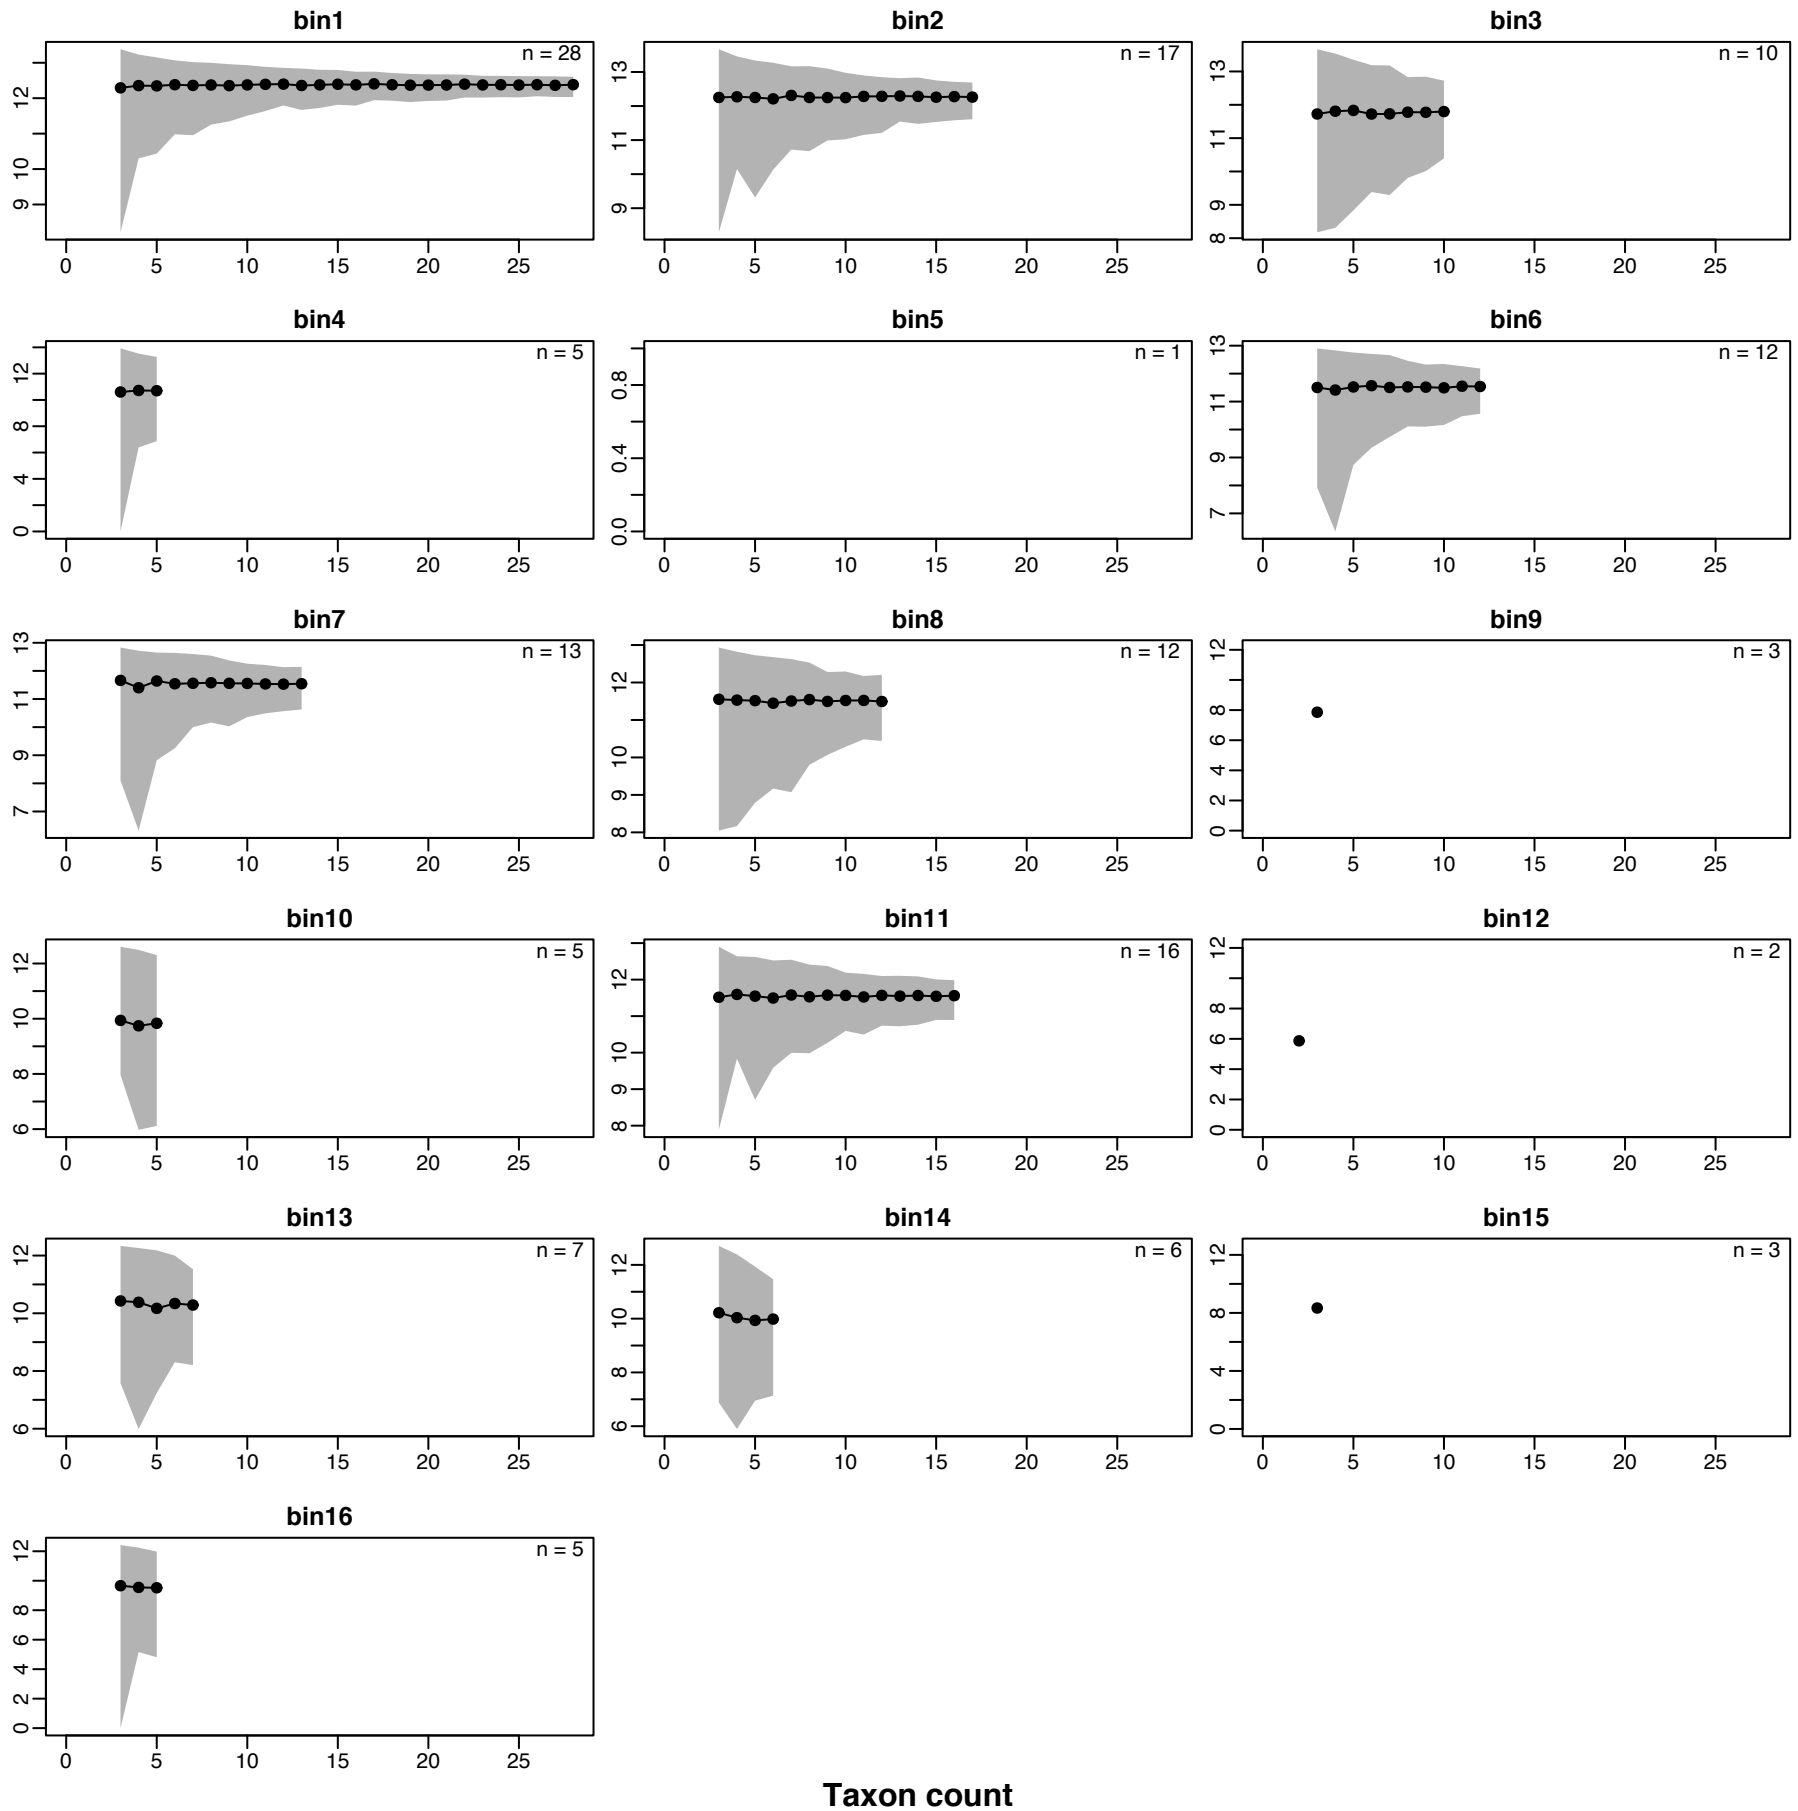 bin1 bin2 bin3
n = 28 n = 17 n = 10
9 10 12 9 11 13 8 9 11 13
0 5 10 15 20 25 0 5 10 15 20 25 0 5 10 15 20 25
bin4 bin5 bin6
n = 5 n = 1 n = 12
0 4 8 12 0.0 0.4 0.8 7 9 11 13
0 5 10 15 20 25 0 5 10 15 20 25 0 5 10 15 20 25
bin7 bin8 bin9
n = 13 n = 12 n = 3
7 9 11 13 8 9 10 12 0 2 4 6 8 12
0 5 10 15 20 25 0 5 10 15 20 25 0 5 10 15 20 25
bin10 bin11 bin12
n = 5 n = 16 n = 2
6 8 10 12 8 9 10 12 0 2 4 6 8 12
0 5 10 15 20 25 0 5 10 15 20 25 0 5 10 15 20 25
bin13 bin14 bin15
n = 7 n = 6 n = 3
6 8 10 12 6 8 10 12 0 4 8 12
0 5 10 15 20 25 0 5 10 15 20 25 0 5 10 15 20 25
bin16
n = 5
0 2 4 6 8 12
0 5 10 15 20 25
Taxon count